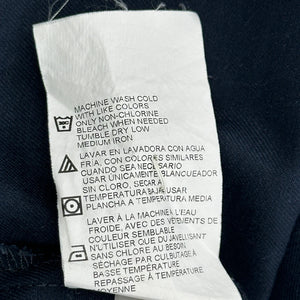 MACHINE WASH COLD
WITH LIKE COLORS
ONLY NON-CHLORINE
BLEACH WHEN NEEDED
TUMBLE DRY LOW
MEDIUM IRON
LAVAR EN LAVADORA CON AGUA
FRIA, CON COLORES SIMILARES
CUANDO SEA NECESARIO
USAR UNICAMENTE BLANQUEADOR
SIN CLORO, SECAR A
TEMPERATURA BAJA USAR
PLANCHA A TEMPERATURA MEDIA
LAVER À LA MACHINE À L'EAU
FROIDE, AVEC DES VÊTEMENTS DE
COULEUR SEMBLABLE
N'UTILISER QUE DU JAVELLISANT
SANS CHLORE AU BESOIN
SÉCHAGE PAR CULBUTAGE À
BASSE TEMPÉRATURE
REPASSAGE À TEMPÉRATURE
MOYENNE